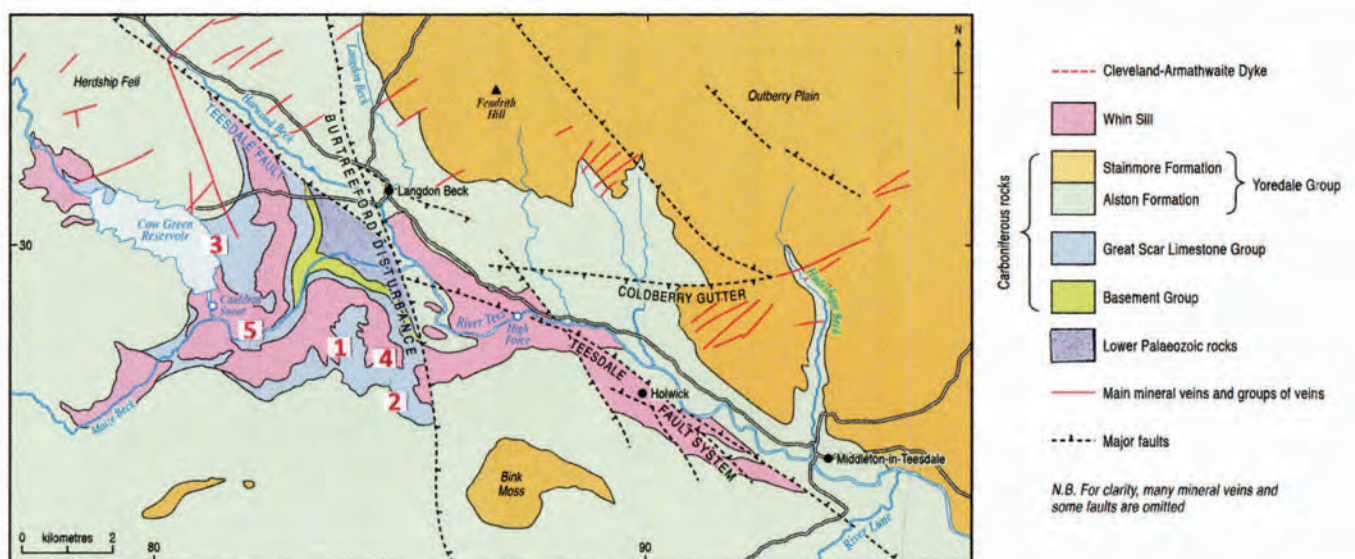 Herdship Fell
Langdon Beck
Harwood Beck
TEESDALE FAULT
BURTREEFORD DISTURBANCE
Fendrith
Hill
Outberry Plain
N
Langdon Beck
30
Cow Green
Reservoir
3
Cauldron
Snout
5
1
4
2
COLDBERRY GUTTER
Hudeshope Beck
River Tees
High
Force
TEESDALE
FAULT SYSTEM
Holwick
Maize Beck
Middleton-in-Teesdale
Bink
Moss
River Lune
0 kilometres 2
80
90
Cleveland-Armathwaite Dyke
Whin Sill
Carboniferous rocks
Stainmore Formation
Alston Formation
Yoredale Group
Great Scar Limestone Group
Basement Group
Lower Palaeozoic rocks
Main mineral veins and groups of veins
Major faults
N.B. For clarity, many mineral veins and
some faults are omitted